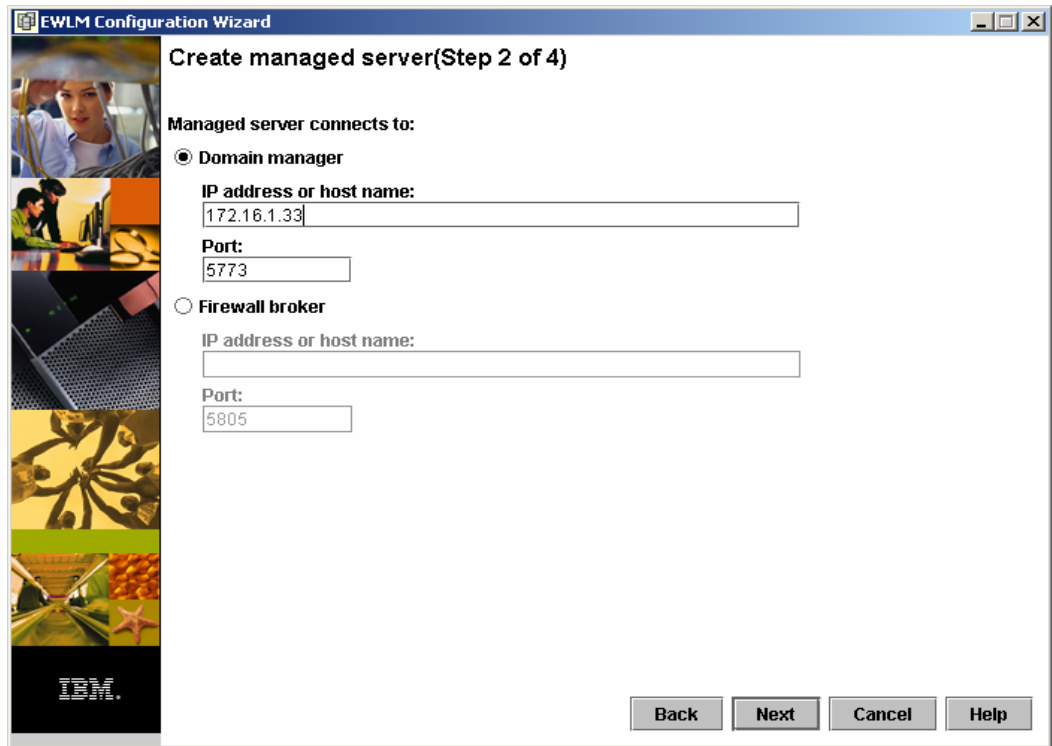 EWLM Configuration Wizard
Create managed server(Step 2 of 4)
Managed server connects to:
Domain manager
IP address or host name:
172.16.1.33
Port:
5773
Firewall broker
IP address or host name:
Port:
5805
IBM.
Back Next Cancel Help